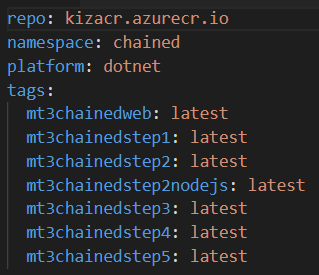 repo: kizacr.azurecr.io
namespace: chained
platform: dotnet
tags:
  mt3chainedweb: latest
  mt3chainedstep1: latest
  mt3chainedstep2: latest
  mt3chainedstep2nodejs: latest
  mt3chainedstep3: latest
  mt3chainedstep4: latest
  mt3chainedstep5: latest